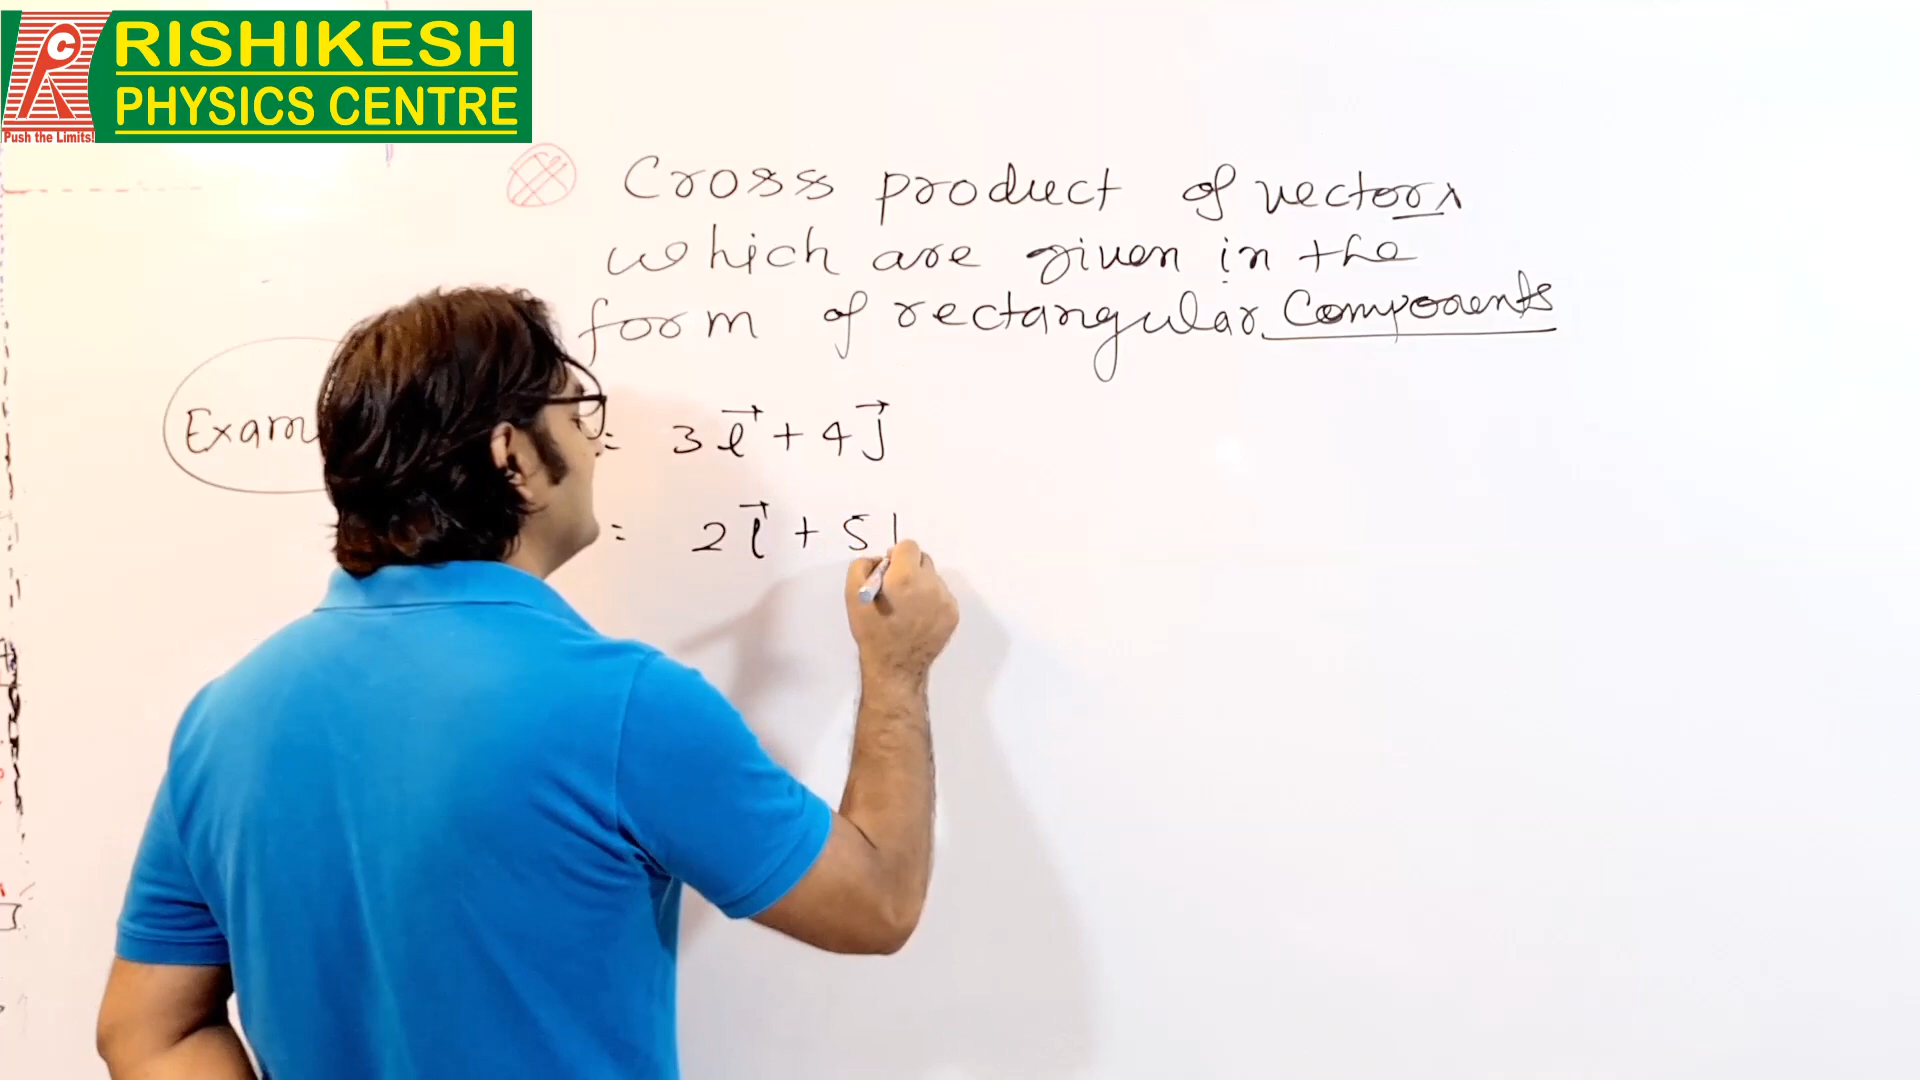 RISHIKESH
PHYSICS CENTRE
Push the Limits!
Cross product of vectors
which are given in the
form of rectangular Components
Exam
= 3i⃗ + 4j⃗
= 2i⃗ + 5